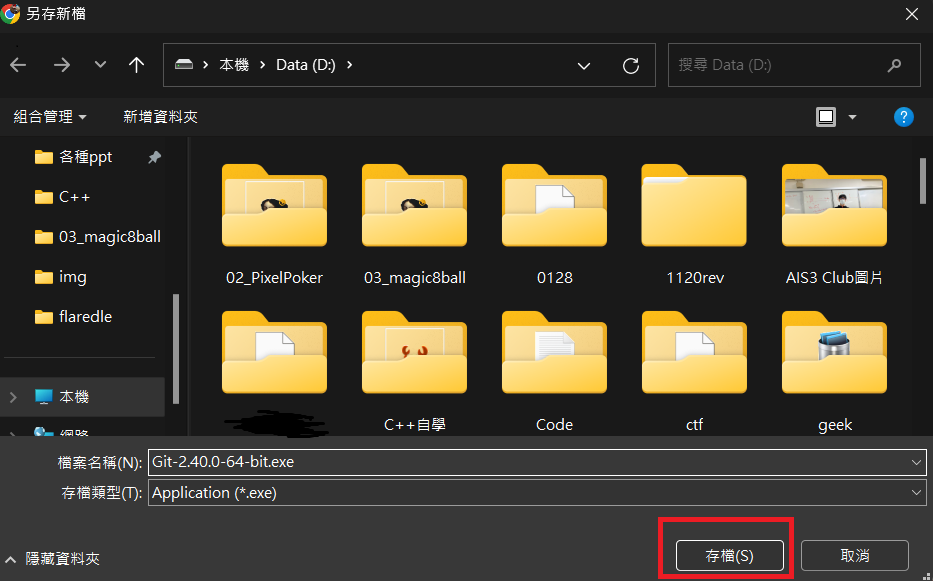 另存新檔
本機 > Data (D:) >
搜尋 Data (D:)
組合管理
新增資料夾
?
各種ppt
C++
03_magic8ball
img
flaredle
本機
網路
02_PixelPoker
03_magic8ball
0128
1120rev
AIS3 Club圖片
C++自學
Code
ctf
geek
檔案名稱(N):
Git-2.40.0-64-bit.exe
存檔類型(T):
Application (*.exe)
隱藏資料夾
存檔(S)
取消